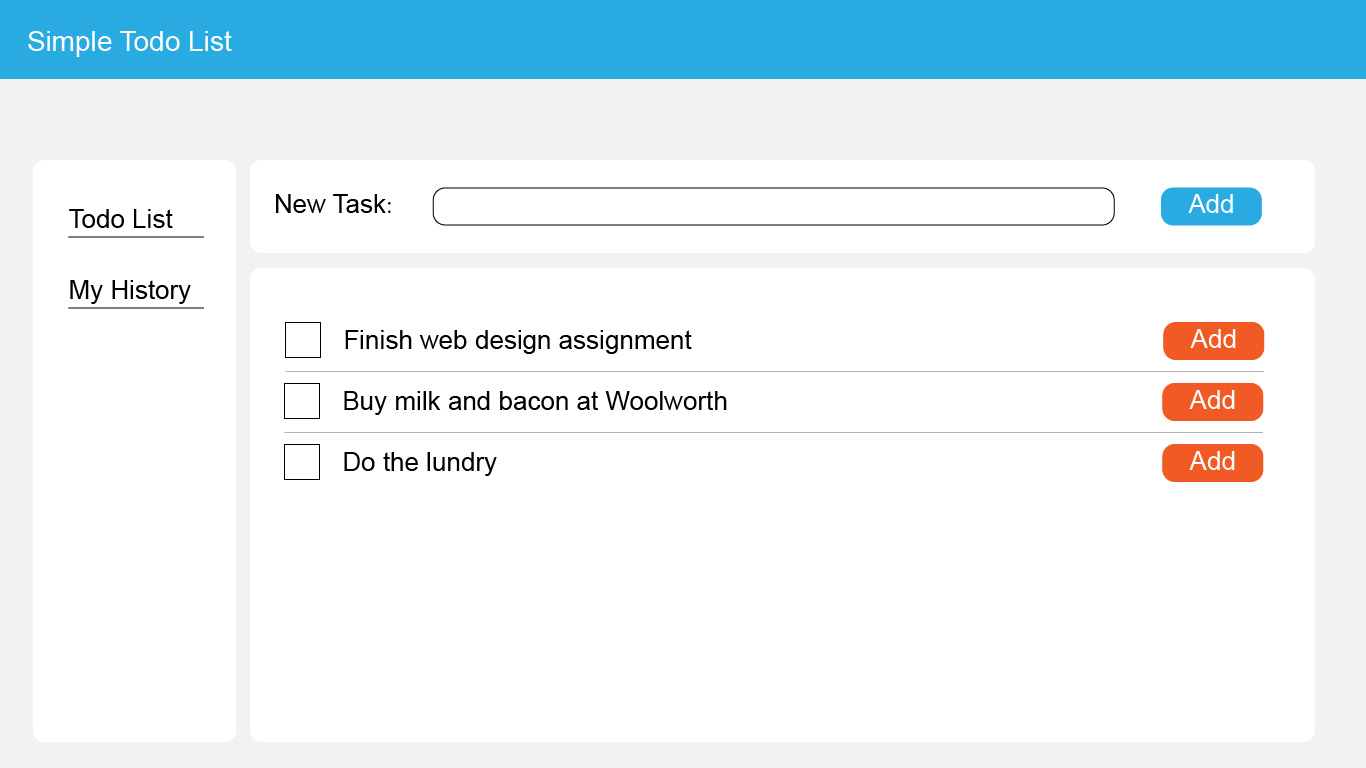 Simple Todo List
Todo List
My History
New Task:
Add
Finish web design assignment
Add
Buy milk and bacon at Woolworth
Add
Do the lundry
Add